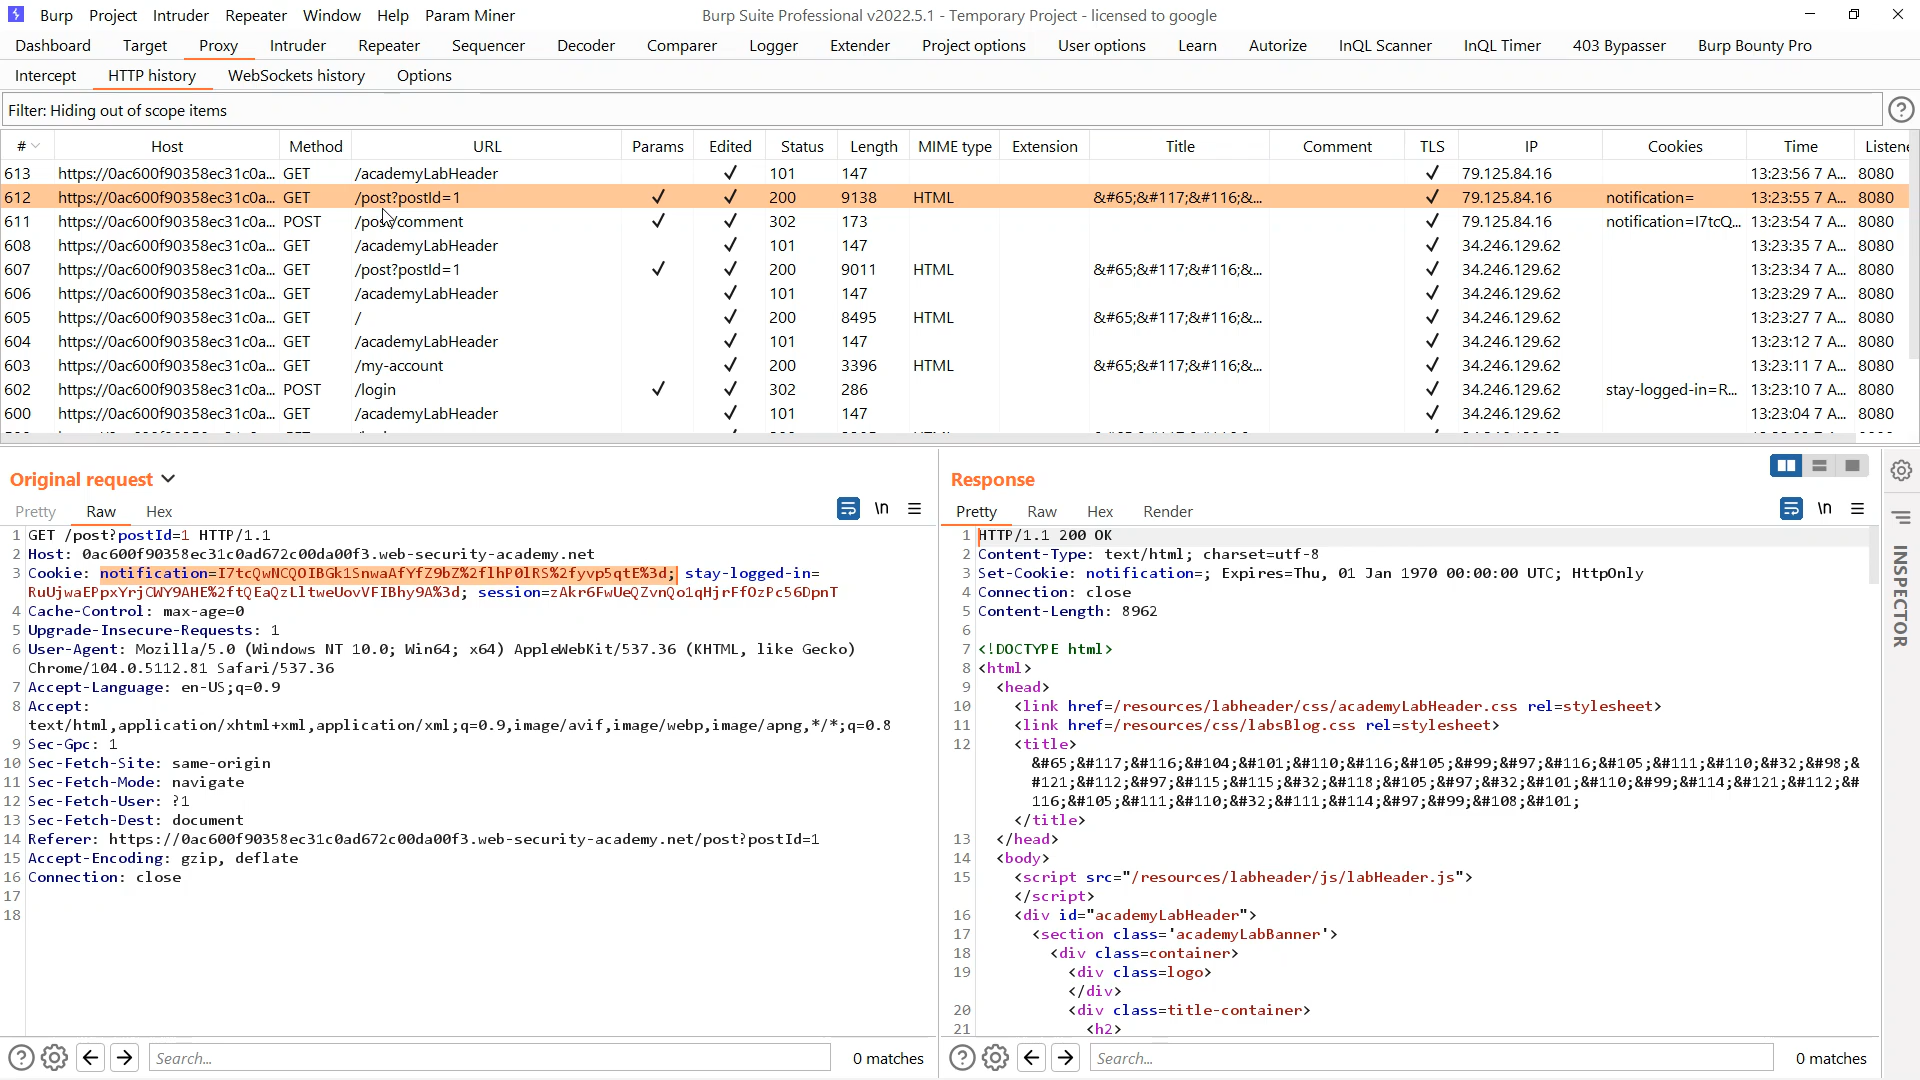 Burp Project Intruder Repeater Window Help Param Miner
Burp Suite Professional v2022.5.1 - Temporary Project - licensed to google
Dashboard Target Proxy Intruder Repeater Sequencer Decoder Comparer Logger Extender Project options User options Learn Autorize InQL Scanner InQL Timer 403 Bypasser Burp Bounty Pro
Intercept HTTP history WebSockets history Options
Filter: Hiding out of scope items
# Host Method URL Params Edited Status Length MIME type Extension Title Comment TLS IP Cookies Time Listene
613 https://0ac600f90358ec31c0a... GET /academyLabHeader ✓ 101 147 ✓ 79.125.84.16 13:23:56 7 A... 8080
612 https://0ac600f90358ec31c0a... GET /post?postId=1 ✓ ✓ 200 9138 HTML &#65;&#117;&#116;&... ✓ 79.125.84.16 notification= 13:23:55 7 A... 8080
611 https://0ac600f90358ec31c0a... POST /post/comment ✓ ✓ 302 173 ✓ 79.125.84.16 notification=I7tcQ... 13:23:54 7 A... 8080
608 https://0ac600f90358ec31c0a... GET /academyLabHeader ✓ 101 147 ✓ 34.246.129.62 13:23:35 7 A... 8080
607 https://0ac600f90358ec31c0a... GET /post?postId=1 ✓ ✓ 200 9011 HTML &#65;&#117;&#116;&... ✓ 34.246.129.62 13:23:34 7 A... 8080
606 https://0ac600f90358ec31c0a... GET /academyLabHeader ✓ 101 147 ✓ 34.246.129.62 13:23:29 7 A... 8080
605 https://0ac600f90358ec31c0a... GET / ✓ 200 8495 HTML &#65;&#117;&#116;&... ✓ 34.246.129.62 13:23:27 7 A... 8080
604 https://0ac600f90358ec31c0a... GET /academyLabHeader ✓ 101 147 ✓ 34.246.129.62 13:23:12 7 A... 8080
603 https://0ac600f90358ec31c0a... GET /my-account ✓ 200 3396 HTML &#65;&#117;&#116;&... ✓ 34.246.129.62 13:23:11 7 A... 8080
602 https://0ac600f90358ec31c0a... POST /login ✓ ✓ 302 286 ✓ 34.246.129.62 stay-logged-in=R... 13:23:10 7 A... 8080
600 https://0ac600f90358ec31c0a... GET /academyLabHeader ✓ 101 147 ✓ 34.246.129.62 13:23:04 7 A... 8080
Original request
Pretty Raw Hex
\n
1 GET /post?postId=1 HTTP/1.1
2 Host: 0ac600f90358ec31c0ad672c00da00f3.web-security-academy.net
3 Cookie: notification=I7tcQwNCQOIBGk1SnwaAfYfZ9bZ%2flhP0lRS%2fyvp5qtE%3d; stay-logged-in=
RuUjwaEPpxYrjCWY9AHE%2ftQEaQzLltweUovVFIBhy9A%3d; session=zAkr6FwUeQZvnQo1qHjrFfOzPc56DpnT
4 Cache-Control: max-age=0
5 Upgrade-Insecure-Requests: 1
6 User-Agent: Mozilla/5.0 (Windows NT 10.0; Win64; x64) AppleWebKit/537.36 (KHTML, like Gecko)
Chrome/104.0.5112.81 Safari/537.36
7 Accept-Language: en-US;q=0.9
8 Accept:
text/html,application/xhtml+xml,application/xml;q=0.9,image/avif,image/webp,image/apng,*/*;q=0.8
9 Sec-Gpc: 1
10 Sec-Fetch-Site: same-origin
11 Sec-Fetch-Mode: navigate
12 Sec-Fetch-User: ?1
13 Sec-Fetch-Dest: document
14 Referer: https://0ac600f90358ec31c0ad672c00da00f3.web-security-academy.net/post?postId=1
15 Accept-Encoding: gzip, deflate
16 Connection: close
17
18
Search... 0 matches
Response
Pretty Raw Hex Render
\n
1 HTTP/1.1 200 OK
2 Content-Type: text/html; charset=utf-8
3 Set-Cookie: notification=; Expires=Thu, 01 Jan 1970 00:00:00 UTC; HttpOnly
4 Connection: close
5 Content-Length: 8962
6
7 <!DOCTYPE html>
8 <html>
9 <head>
10 <link href=/resources/labheader/css/academyLabHeader.css rel=stylesheet>
11 <link href=/resources/css/labsBlog.css rel=stylesheet>
12 <title>
&#65;&#117;&#116;&#104;&#101;&#110;&#116;&#105;&#99;&#97;&#116;&#105;&#111;&#110;&#32;&#98;&
#121;&#112;&#97;&#115;&#115;&#32;&#118;&#105;&#97;&#32;&#101;&#110;&#99;&#114;&#121;&#112;&#
116;&#105;&#111;&#110;&#32;&#111;&#114;&#97;&#99;&#108;&#101;
</title>
13 </head>
14 <body>
15 <script src="/resources/labheader/js/labHeader.js">
</script>
16 <div id="academyLabHeader">
17 <section class='academyLabBanner'>
18 <div class=container>
19 <div class=logo>
</div>
20 <div class=title-container>
21 <h2>
Search... 0 matches
INSPECTOR